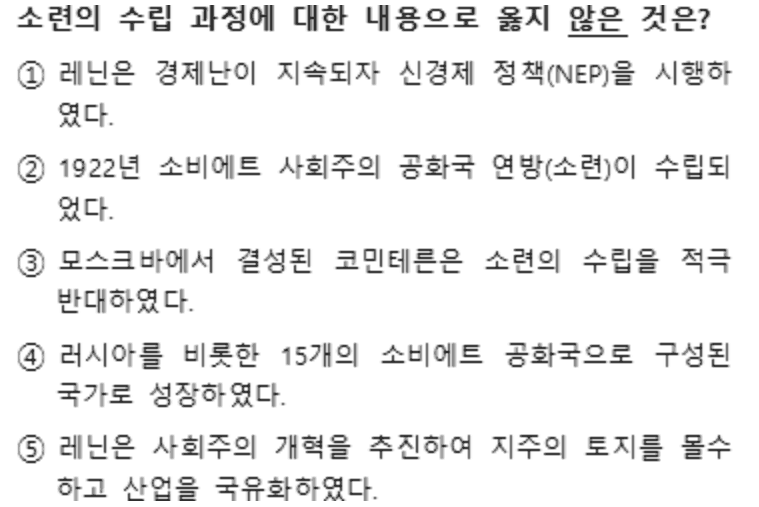 소련의 수립 과정에 대한 내용으로 옳지 않은 것은?
① 레닌은 경제난이 지속되자 신경제 정책(NEP)을 시행하
였다.
② 1922년 소비에트 사회주의 공화국 연방(소련)이 수립되
었다.
③ 모스크바에서 결성된 코민테른은 소련의 수립을 적극
반대하였다.
④ 러시아를 비롯한 15개의 소비에트 공화국으로 구성된
국가로 성장하였다.
⑤ 레닌은 사회주의 개혁을 추진하여 지주의 토지를 몰수
하고 산업을 국유화하였다.